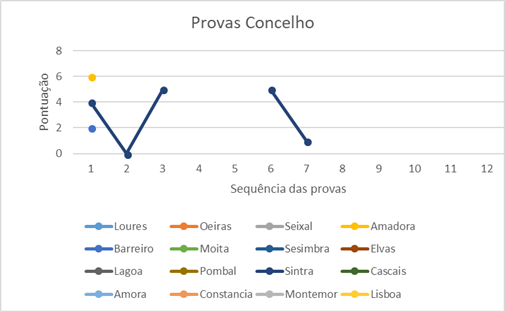 Provas Concelho
8
6
4
2
0
Pontuação
1 2 3 4 5 6 7 8 9 10 11 12
Sequência das provas
Loures Oeiras Seixal Amadora
Barreiro Moita Sesimbra Elvas
Lagoa Pombal Sintra Cascais
Amora Constancia Montemor Lisboa